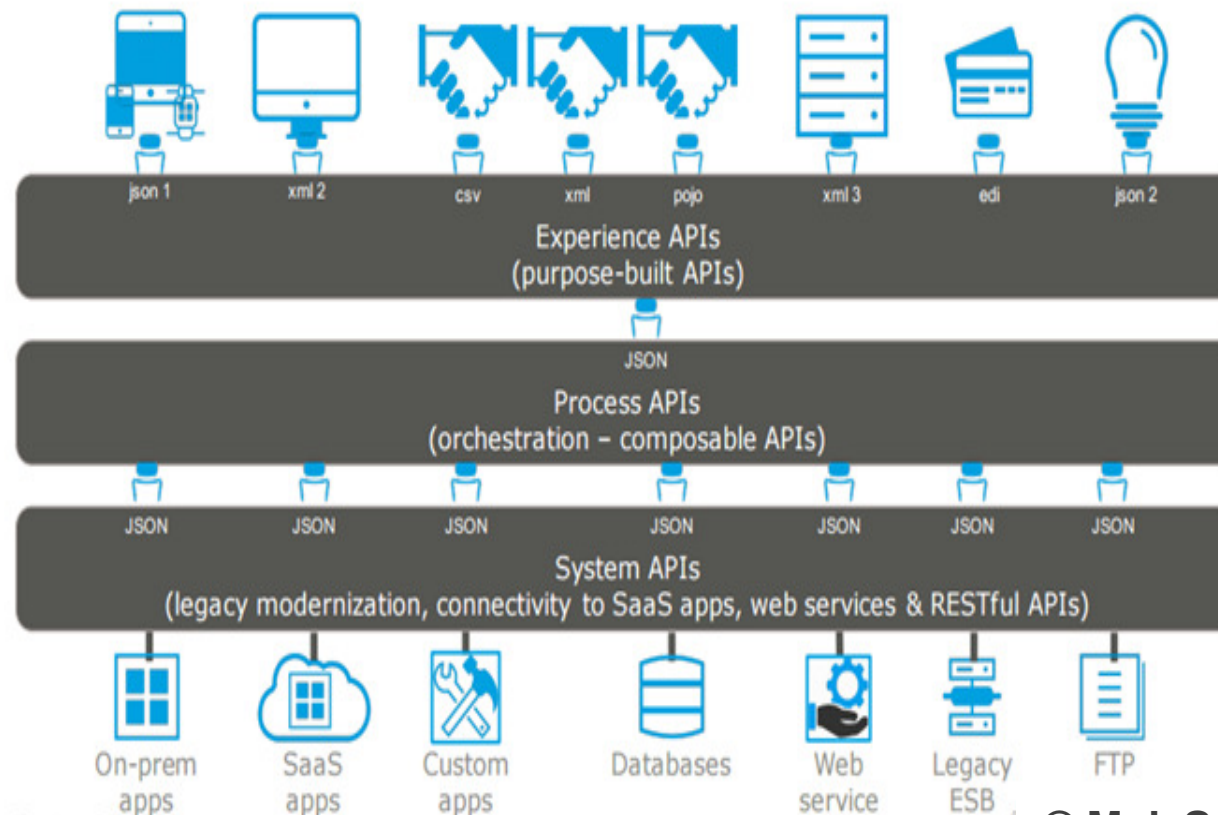 json 1
xml 2
csv
xml
pojo
xml 3
edi
json 2
Experience APIs
(purpose-built APIs)
JSON
Process APIs
(orchestration – composable APIs)
JSON
JSON
JSON
JSON
JSON
JSON
JSON
System APIs
(legacy modernization, connectivity to SaaS apps, web services & RESTful APIs)
On-prem
apps
SaaS
apps
Custom
apps
Databases
Web
service
Legacy
ESB
FTP